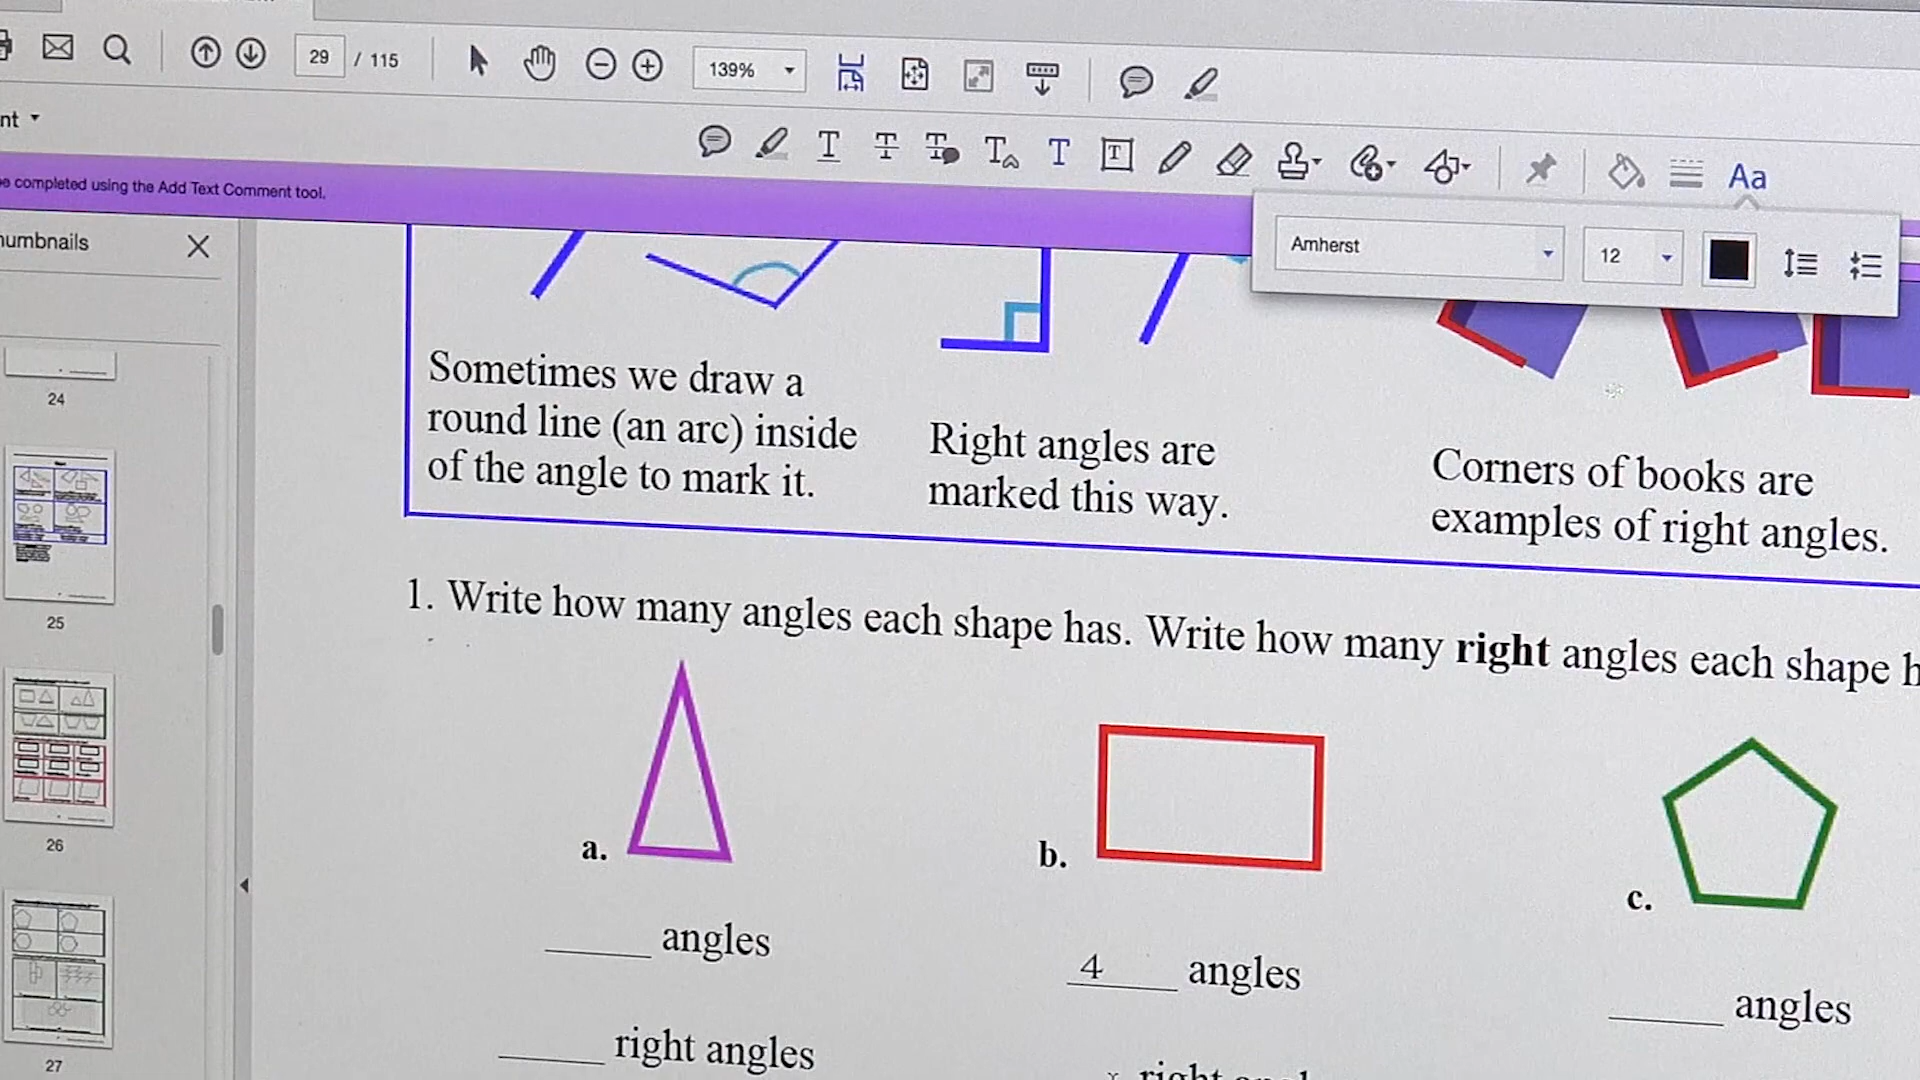 29 / 115
139%
nt
completed using the Add Text Comment tool.
Aa
Amherst
12
24
25
26
27
Sometimes we draw a
round line (an arc) inside
of the angle to mark it.
Right angles are
marked this way.
Corners of books are
examples of right angles.
1. Write how many angles each shape has. Write how many right angles each shape h
a.
b.
c.
angles
4 angles
angles
right angles
right